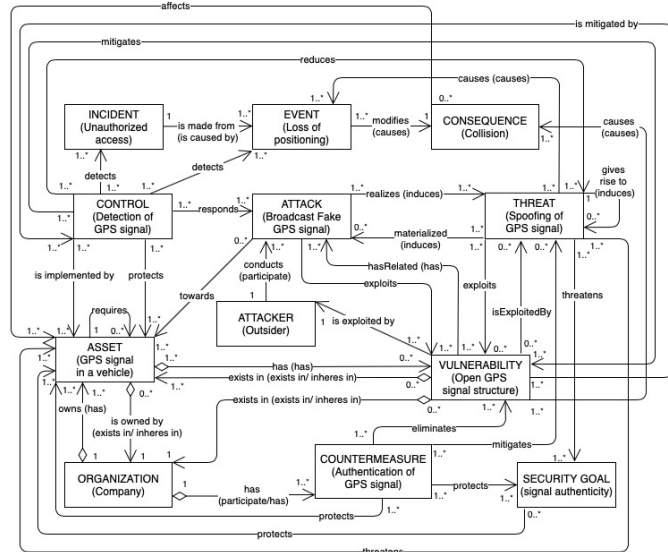 affects
is mitigated by
mitigates
reduces
1..*
0..*
1..*
causes (causes)
INCIDENT
(Unauthorized
access)
1
is made from
(is caused by)
1..*
EVENT
(Loss of
positioning)
1..*
modifies
(causes)
1
CONSEQUENCE
(Collision)
1..*
causes
(causes)
1..*
detects
detects
1..*
1..*
1..*
1..*
1..*
1..*
1
gives
rise to
(induces)
0..*
CONTROL
(Detection of
GPS signal)
1..*
responds
1..*
ATTACK
(Broadcast Fake
GPS signal)
1..*
realizes (induces)
1..*
THREAT
(Spoofing of
GPS signal)
0..*
materialized
(induces)
1..*
1..*
1..*
1..*
0..*
1
1..*
1..*
1..*
0..*
0..*
1
1..*
is implemented by
protects
conducts
(participate)
hasRelated (has)
exploits
exploits
isExploitedBy
threatens
towards
ATTACKER
(Outsider)
1
1
is exploited by
requires
1..*
1..*
1
0..*
1..*
1..*
ASSET
(GPS signal
in a vehicle)
1..*
has (has)
0..*
exists in (exists in/ inheres in)
0..*
1..*
exists in (exists in/ inheres in)
0..*
VULNERABILITY
(Open GPS
signal structure)
1..*
owns (has)
is owned by
(exists in/ inheres in)
0..*
1
1
1
ORGANIZATION
(Company)
1
has
(participate/has)
1..*
COUNTERMEASURE
(Authentication of
GPS signal)
1..*
eliminates
1..*
1..*
mitigates
1..*
protects
1..*
1..*
SECURITY GOAL
(signal authenticity)
protects
1..*
0..*
protects
threatens